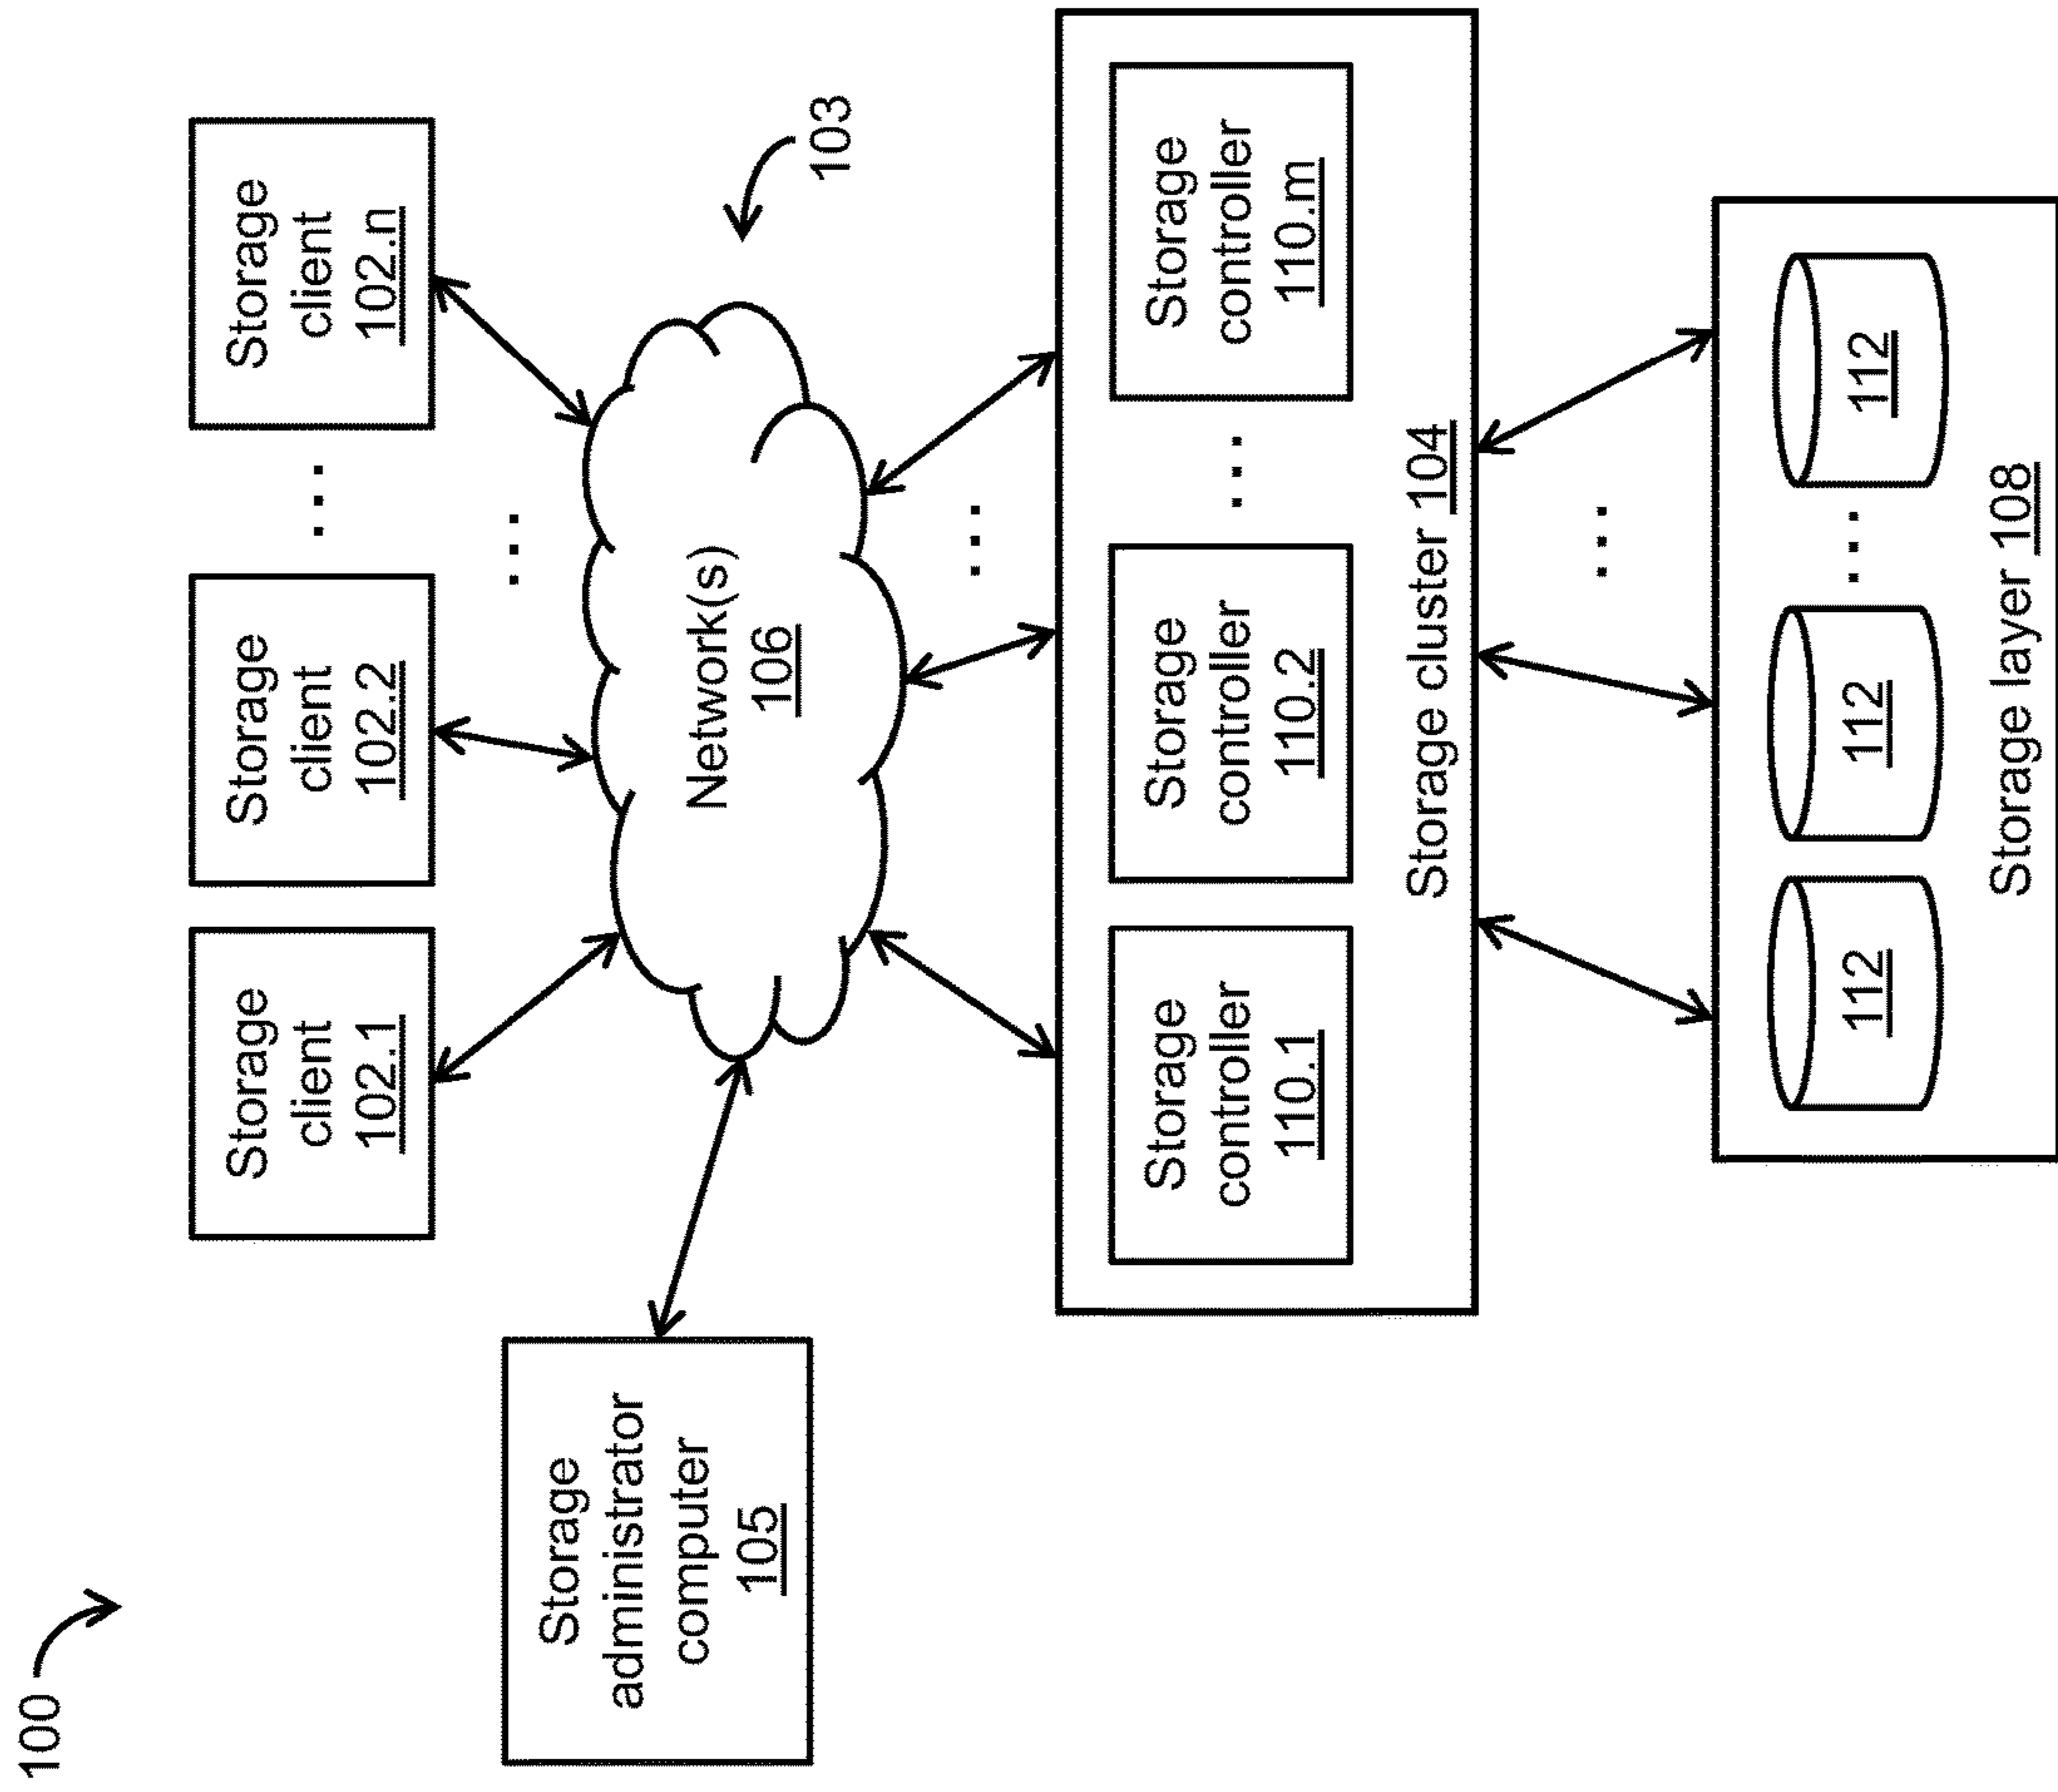 100
Storage
client
102.1
Storage
client
102.2
...
Storage
client
102.n
...
Storage
administrator
computer
105
Network(s)
106
103
...
Storage
controller
110.1
Storage
controller
110.2
...
Storage
controller
110.m
Storage cluster 104
...
112
112
...
112
Storage layer 108